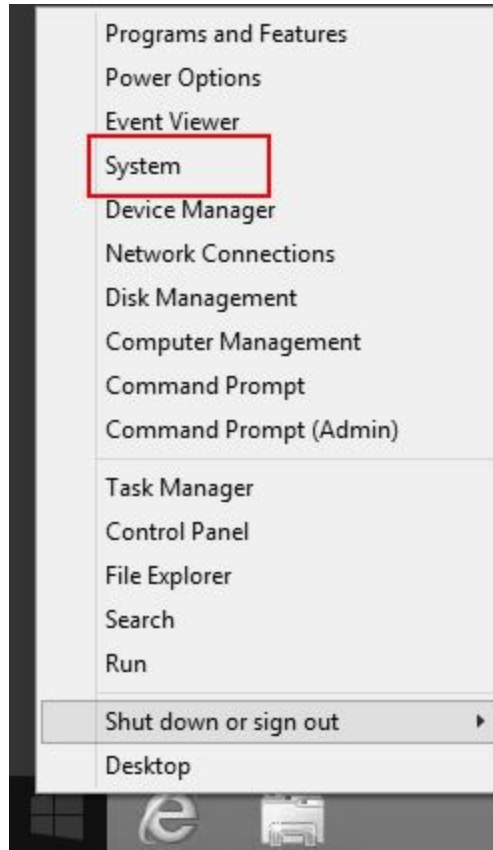 Programs and Features
Power Options
Event Viewer
System
Device Manager
Network Connections
Disk Management
Computer Management
Command Prompt
Command Prompt (Admin)
Task Manager
Control Panel
File Explorer
Search
Run
Shut down or sign out
Desktop